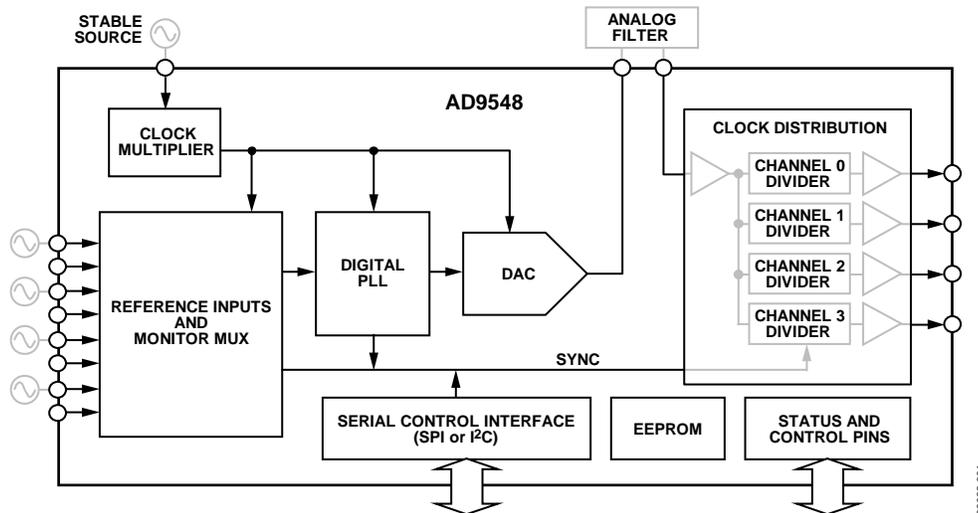 STABLE
SOURCE
ANALOG
FILTER
AD9548
CLOCK
MULTIPLIER
CLOCK DISTRIBUTION
CHANNEL 0
DIVIDER
CHANNEL 1
DIVIDER
CHANNEL 2
DIVIDER
CHANNEL 3
DIVIDER
REFERENCE INPUTS
AND
MONITOR MUX
DIGITAL
PLL
DAC
SYNC
SERIAL CONTROL INTERFACE
(SPI or I²C)
EEPROM
STATUS AND
CONTROL PINS